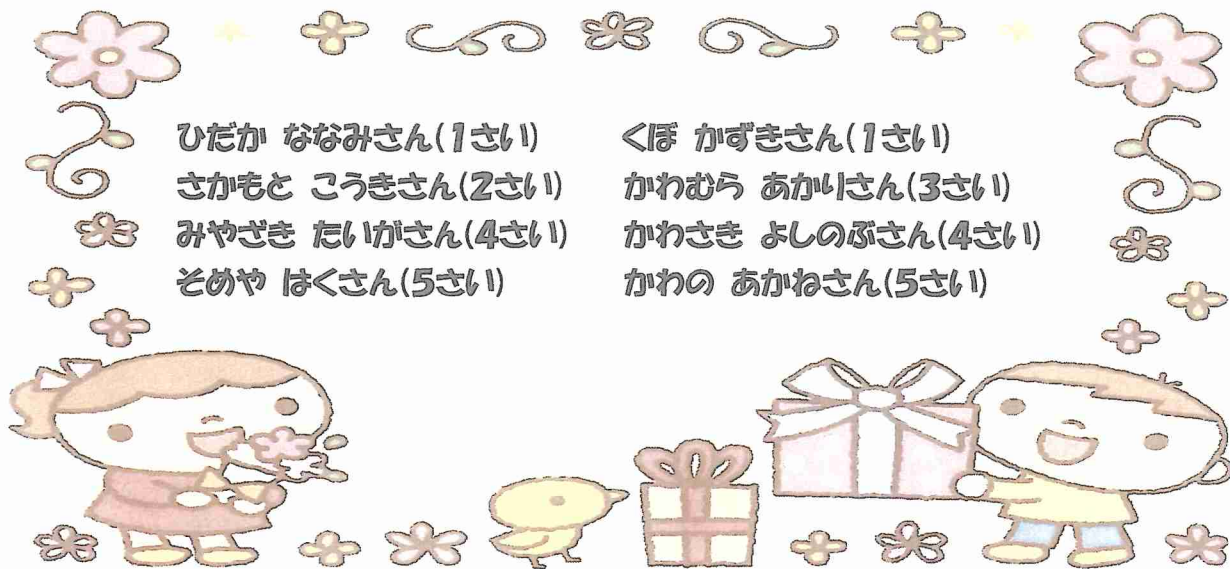 ひだか ななみさん(1さい)
くぼ かずきさん(1さい)
さかもと こうきさん(2さい)
かわむら あかりさん(3さい)
みやざき たいがさん(4さい)
かわさき よしのぶさん(4さい)
そめや はくさん(5さい)
かわの あかねさん(5さい)